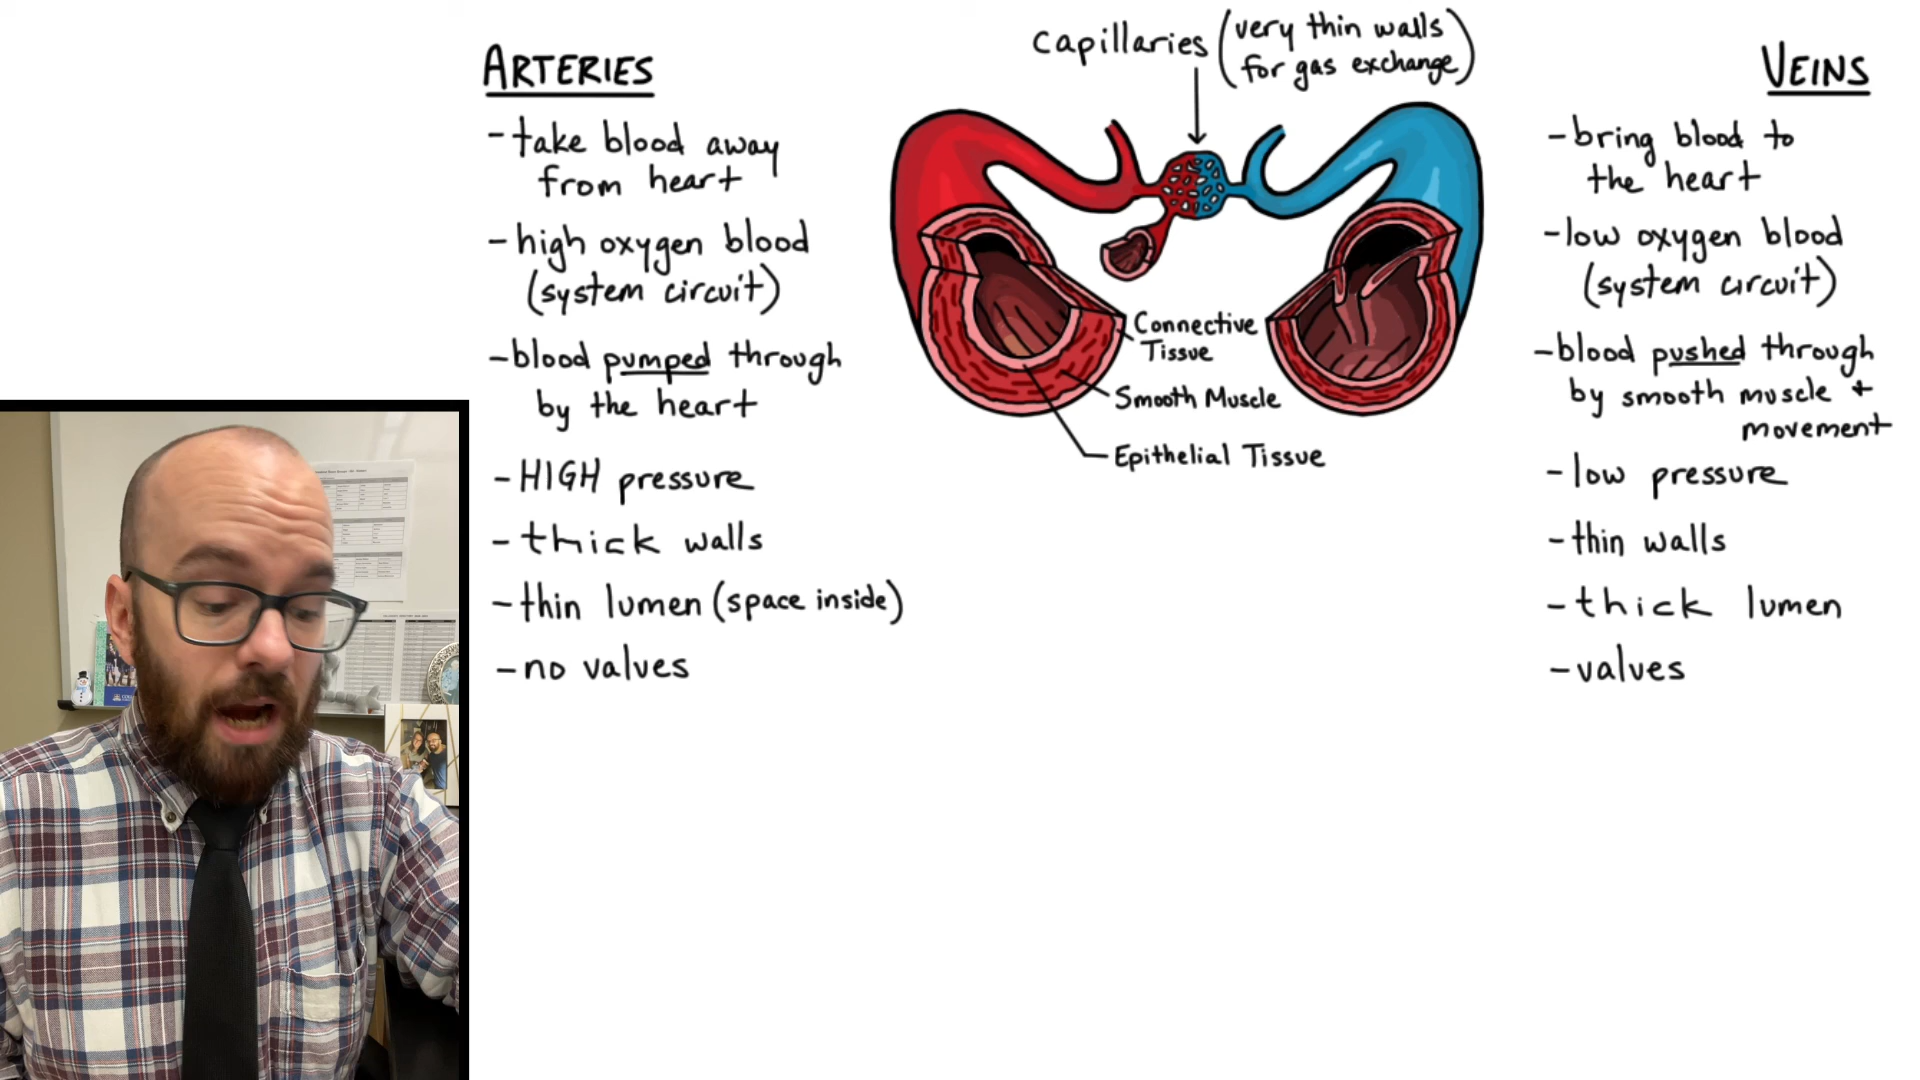 ARTERIES
-take blood away
from heart
-high oxygen blood
(system circuit)
-blood pumped through
by the heart
-HIGH pressure
-thick walls
-thin lumen (space inside)
-no valves
Capillaries (very thin walls
for gas exchange)
Connective
Tissue
Smooth Muscle
Epithelial Tissue
VEINS
-bring blood to
the heart
-low oxygen blood
(system circuit)
-blood pushed through
by smooth muscle +
movement
-low pressure
-thin walls
-thick lumen
-valves